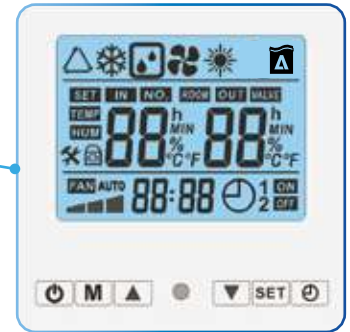 SET IN NO. ROOM OUT VALVE
TEMP
HUM
88 h MIN % °C °F 88 h MIN % °C °F
FAN AUTO 88:88 1 ON
2 OFF
M SET